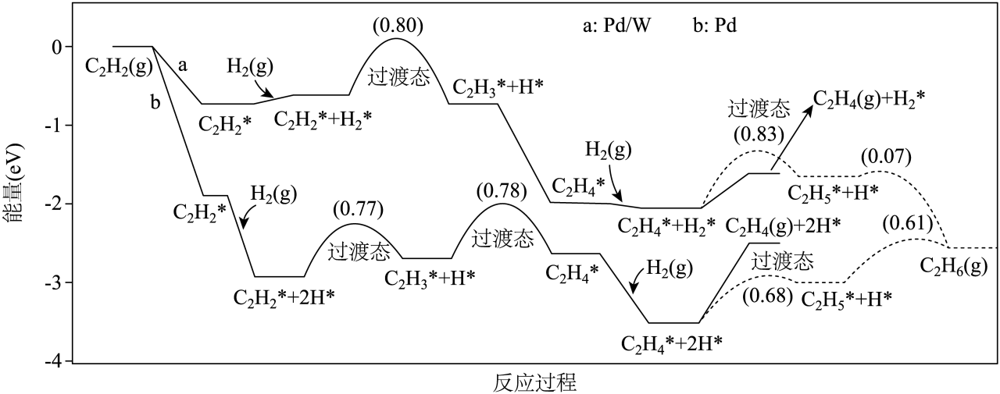 a: Pd/W b: Pd
(0.80)
0
C₂H₂(g)
a
H₂(g)
过渡态
C₂H₃*+H*
b
C₂H₂*
C₂H₂*+H₂*
C₂H₄(g)+H₂*
过渡态
-1
(0.83)
H₂(g)
(0.07)
C₂H₄*
C₂H₅*+H*
H₂(g)
(0.78)
-2
C₂H₂*
(0.77)
C₂H₄*+H₂*
C₂H₄(g)+2H*
(0.61)
过渡态
过渡态
过渡态
C₂H₃*+H*
C₂H₄*
H₂(g)
C₂H₆(g)
-3
C₂H₂*+2H*
(0.68)
C₂H₅*+H*
C₂H₄*+2H*
-4
能量(eV)
反应过程